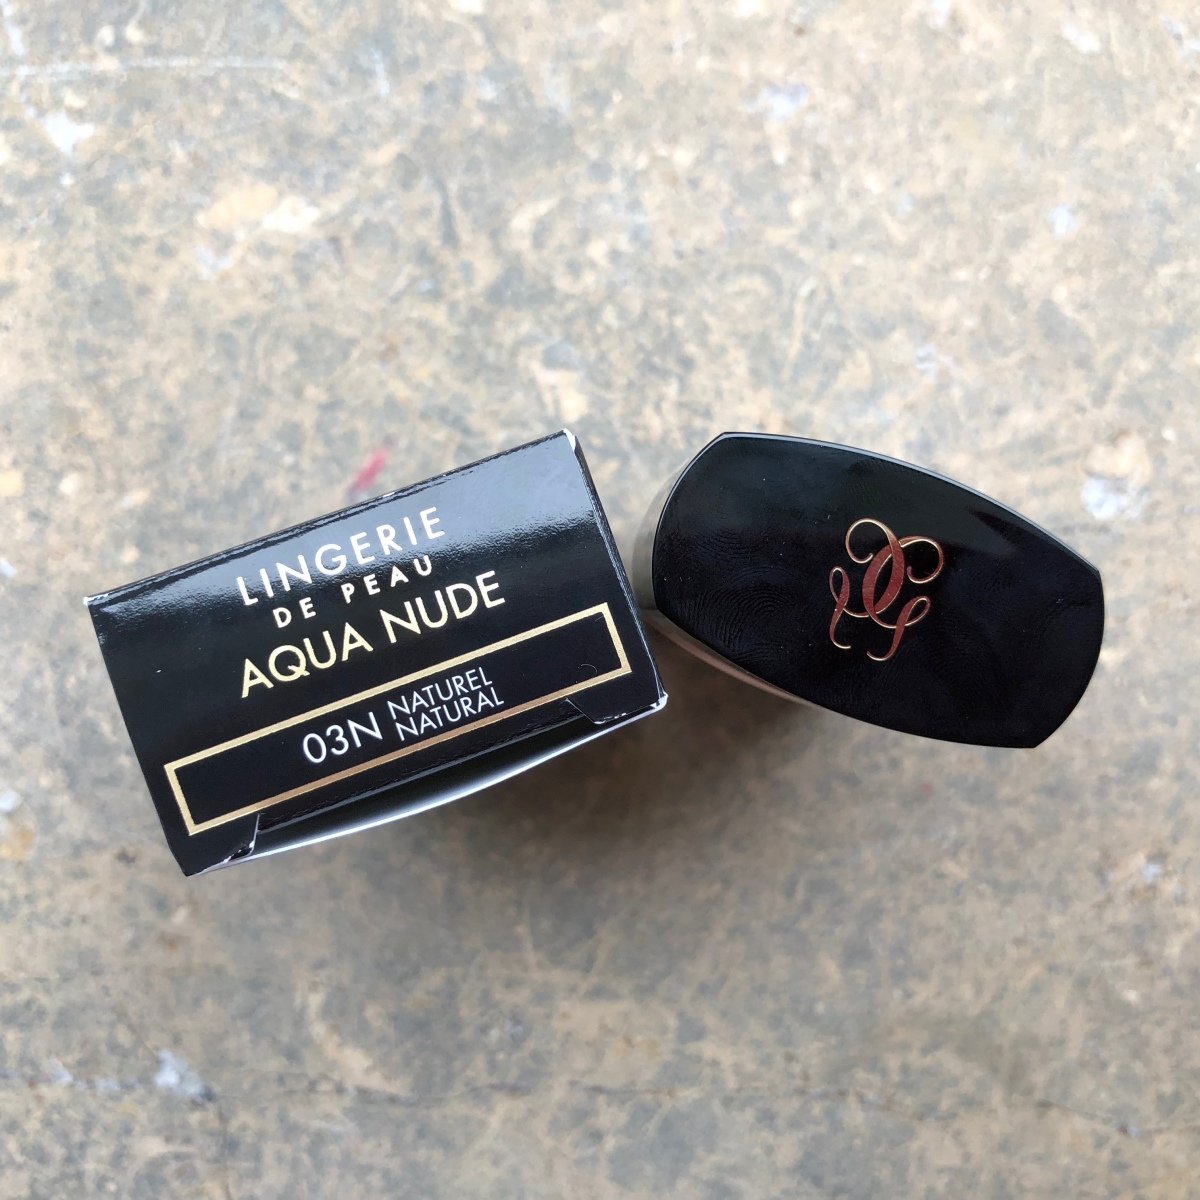 LINGERIE
DE PEAU
AQUA NUDE
03N NATUREL
NATURAL